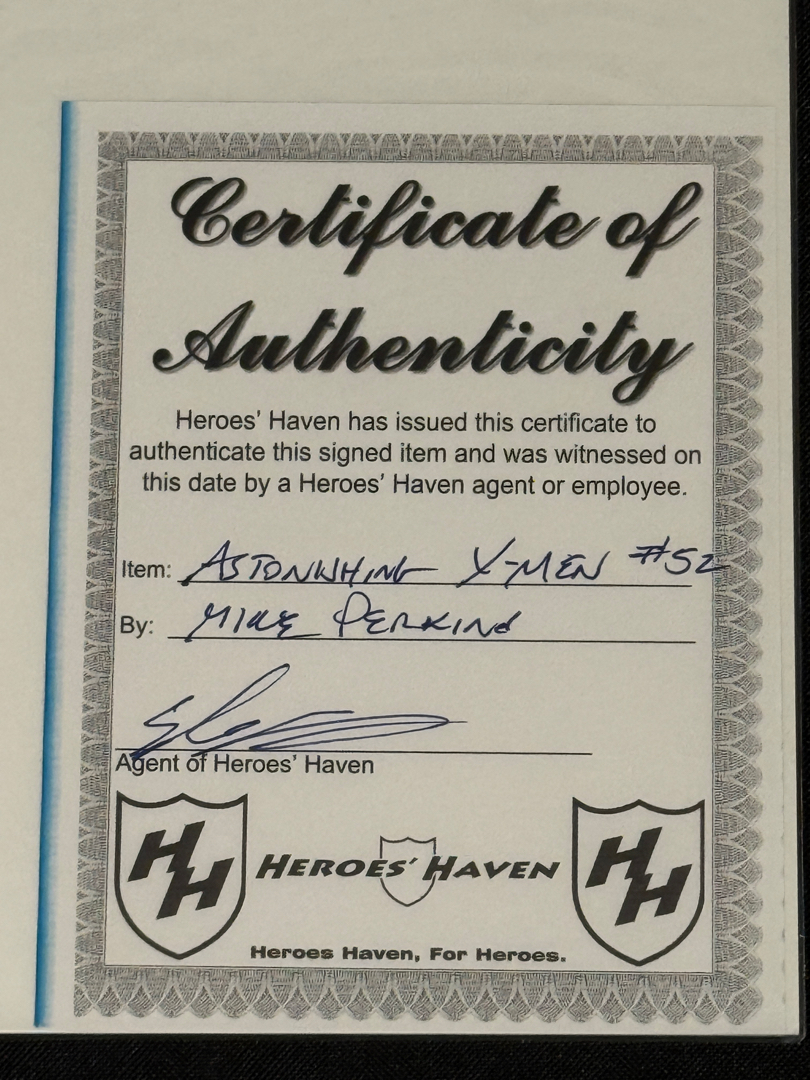 Certificate of
Authenticity
Heroes' Haven has issued this certificate to
authenticate this signed item and was witnessed on
this date by a Heroes' Haven agent or employee.
Item: ASTONISHING X-MEN #52
By: MIKE PERKINS
Agent of Heroes' Haven
HH HEROES' HAVEN HH
Heroes Haven, For Heroes.